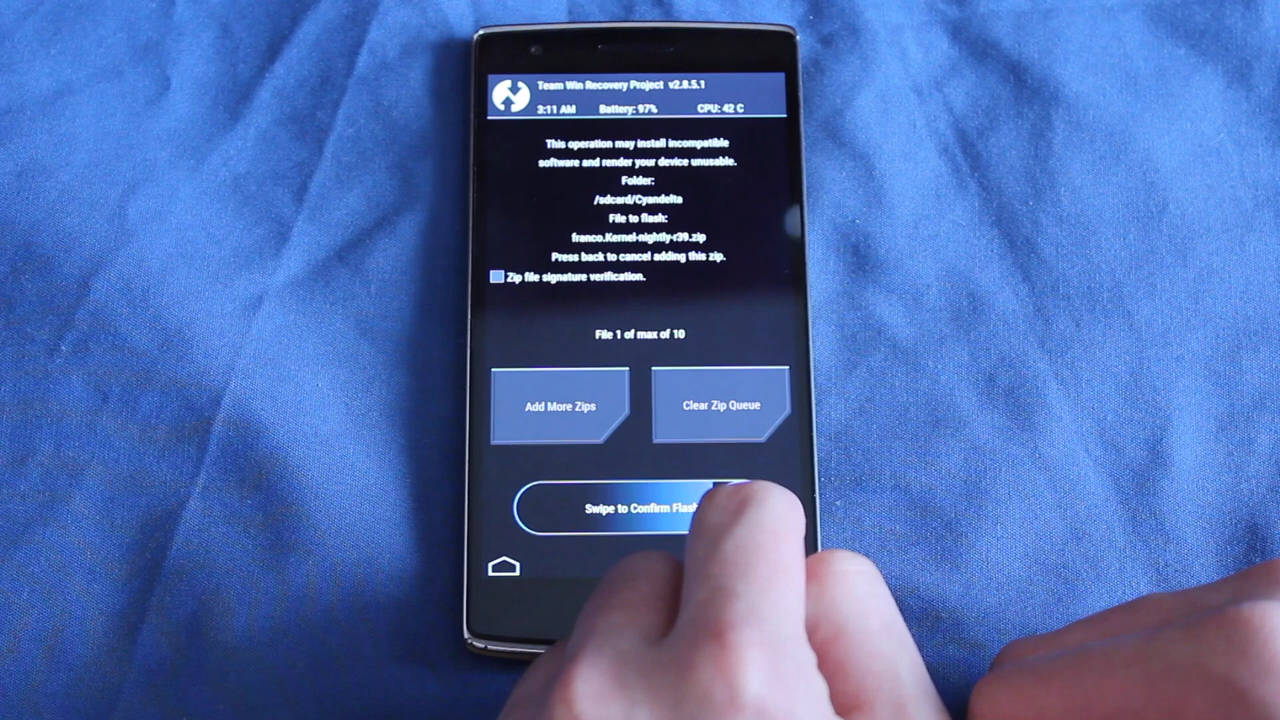 Team Win Recovery Project v2.8.5.1
3:11 AM Battery: 97% CPU: 42 C
This operation may install incompatible
software and render your device unusable.
Folder:
/sdcard/Cyandelta
File to flash:
franco.Kernel-nightly-r39.zip
Press back to cancel adding this zip.
Zip file signature verification.
File 1 of max of 10
Add More Zips
Clear Zip Queue
Swipe to Confirm Flash